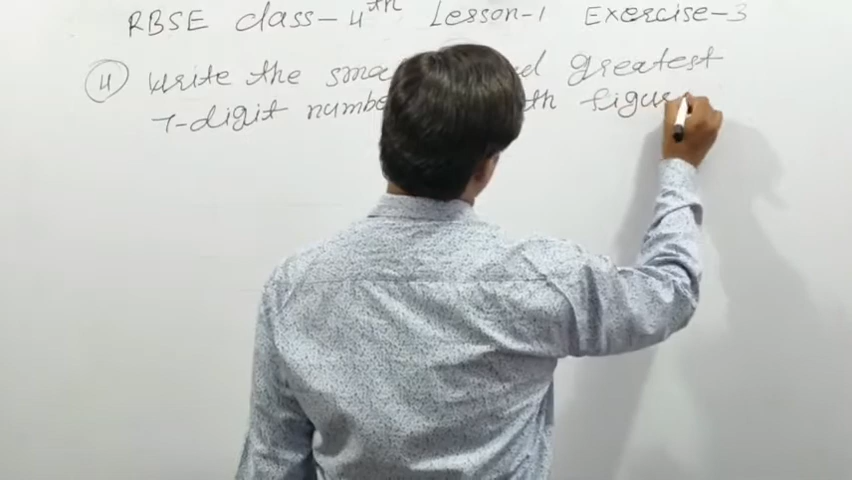 RBSE class-4th Lesson-1 Exercise-3
(4) Write the sma greatest
7-digit numbe th figur